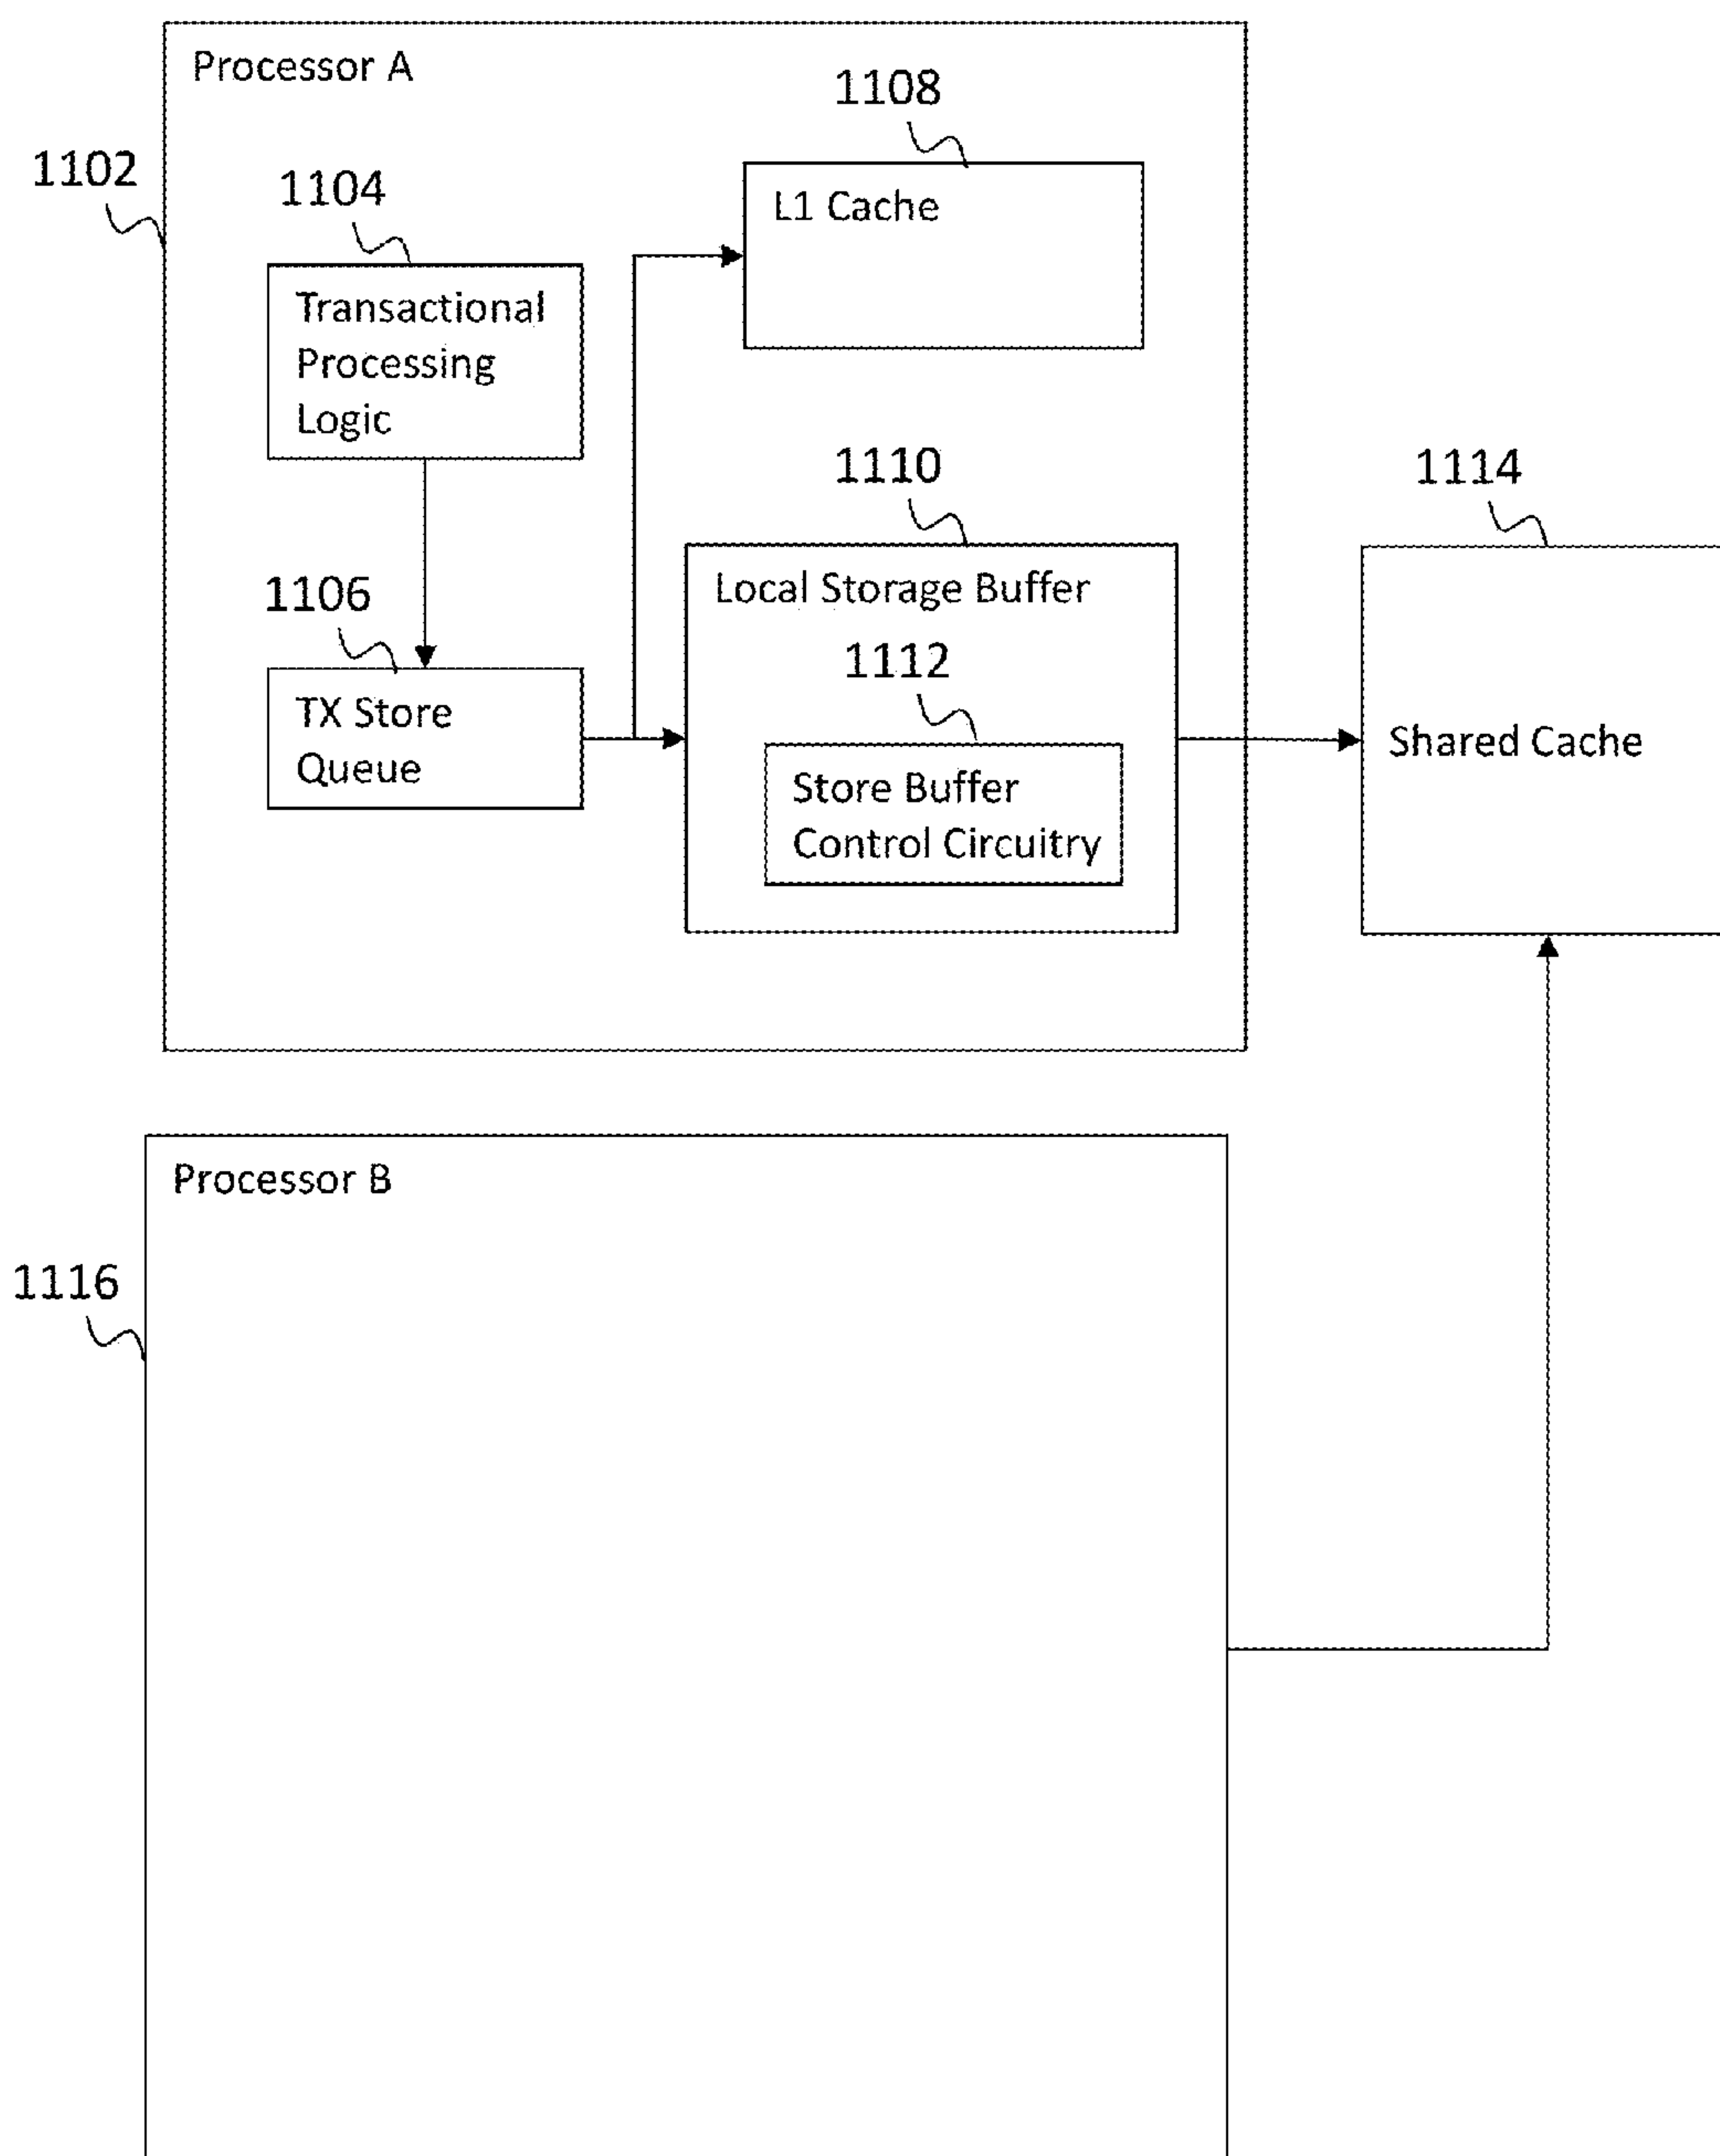 Processor A
1108
1102
1104
L1 Cache
Transactional
Processing
Logic
1110
1114
1106
Local Storage Buffer
1112
TX Store
Queue
Shared Cache
Store Buffer
Control Circuitry
Processor B
1116